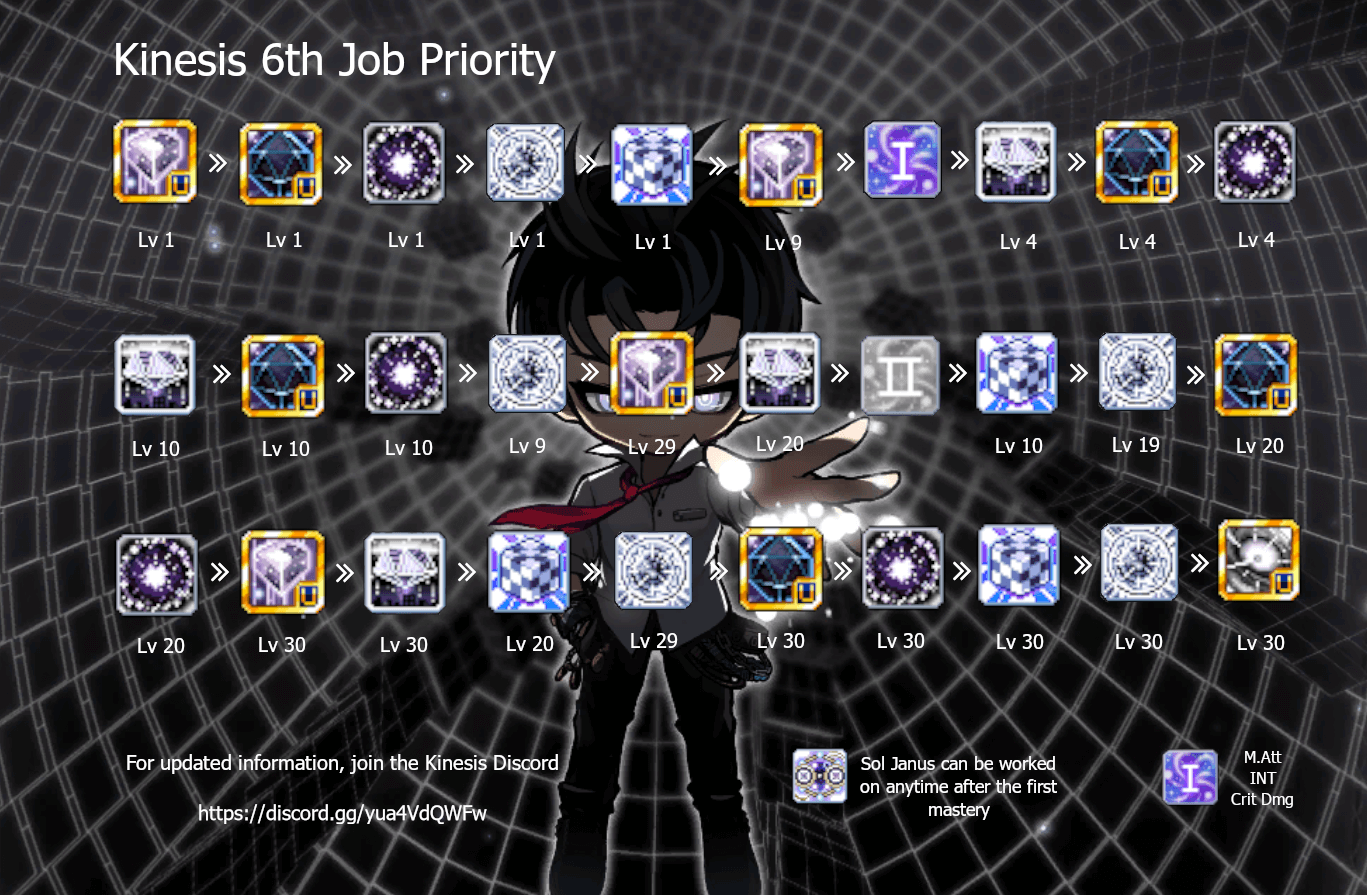 Kinesis 6th Job Priority
I
Lv 1 Lv 1 Lv 1 Lv 1 Lv 1 Lv 9 Lv 4 Lv 4 Lv 4
II
Lv 10 Lv 10 Lv 10 Lv 9 Lv 29 Lv 20 Lv 10 Lv 19 Lv 20
Lv 20 Lv 30 Lv 30 Lv 20 Lv 29 Lv 30 Lv 30 Lv 30 Lv 30 Lv 30
For updated information, join the Kinesis Discord
https://discord.gg/yua4VdQWFw
Sol Janus can be worked
on anytime after the first
mastery
I
M.Att
INT
Crit Dmg